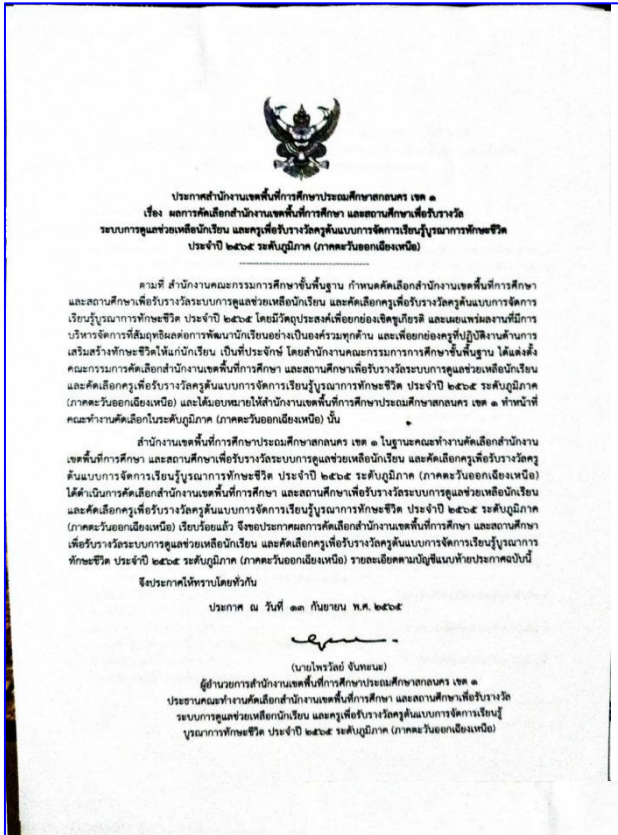 ประกาศสำนักงานเขตพื้นที่การศึกษาประถมศึกษาสกลนคร เขต ๑
เรื่อง ผลการคัดเลือกสำนักงานเขตพื้นที่การศึกษา และสถานศึกษาเพื่อรับรางวัล
ระบบการดูแลช่วยเหลือนักเรียน และครูเพื่อรับรางวัลครูต้นแบบการจัดการเรียนรู้บูรณาการทักษะชีวิต
ประจำปี ๒๕๖๕ ระดับภูมิภาค (ภาคตะวันออกเฉียงเหนือ)
ตามที่ สำนักงานคณะกรรมการศึกษาขั้นพื้นฐาน กำหนดคัดเลือกสำนักงานเขตพื้นที่การศึกษา
และสถานศึกษาเพื่อรับรางวัลระบบการดูแลช่วยเหลือนักเรียน และคัดเลือกครูเพื่อรับรางวัลครูต้นแบบการจัดการ
เรียนรู้บูรณาการทักษะชีวิต ประจำปี ๒๕๖๕ โดยมีวัตถุประสงค์เพื่อยกย่องเชิดชูเกียรติ และเผยแพร่ผลงานที่มีการ
บริหารจัดการที่สัมฤทธิผลต่อการพัฒนานักเรียนอย่างเป็นองค์รวมทุกด้าน และเพื่อยกย่องครูที่ปฏิบัติงานด้านการ
เสริมสร้างทักษะชีวิตให้แก่นักเรียน เป็นที่ประจักษ์ โดยสำนักงานคณะกรรมการการศึกษาขั้นพื้นฐาน ได้แต่งตั้ง
คณะกรรมการคัดเลือกสำนักงานเขตพื้นที่การศึกษา และสถานศึกษาเพื่อรับรางวัลระบบการดูแลช่วยเหลือนักเรียน
และคัดเลือกครูเพื่อรับรางวัลครูต้นแบบการจัดการเรียนรู้บูรณาการทักษะชีวิต ประจำปี ๒๕๖๕ ระดับภูมิภาค
(ภาคตะวันออกเฉียงเหนือ) และได้มอบหมายให้สำนักงานเขตพื้นที่การศึกษาประถมศึกษาสกลนคร เขต ๑ ทำหน้าที่
คณะทำงานคัดเลือกในระดับภูมิภาค (ภาคตะวันออกเฉียงเหนือ) นั้น
สำนักงานเขตพื้นที่การศึกษาประถมศึกษาสกลนคร เขต ๑ ในฐานะคณะทำงานคัดเลือกสำนักงาน
เขตพื้นที่การศึกษา และสถานศึกษาเพื่อรับรางวัลระบบการดูแลช่วยเหลือนักเรียน และคัดเลือกครูเพื่อรับรางวัลครู
ต้นแบบการจัดการเรียนรู้บูรณาการทักษะชีวิต ประจำปี ๒๕๖๕ ระดับภูมิภาค (ภาคตะวันออกเฉียงเหนือ)
ได้ดำเนินการคัดเลือกสำนักงานเขตพื้นที่การศึกษา และสถานศึกษาเพื่อรับรางวัลระบบการดูแลช่วยเหลือนักเรียน
และคัดเลือกครูเพื่อรับรางวัลครูต้นแบบการจัดการเรียนรู้บูรณาการทักษะชีวิต ประจำปี ๒๕๖๕ ระดับภูมิภาค
(ภาคตะวันออกเฉียงเหนือ) เรียบร้อยแล้ว จึงขอประกาศผลการคัดเลือกสำนักงานเขตพื้นที่การศึกษา และสถานศึกษา
เพื่อรับรางวัลระบบการดูแลช่วยเหลือนักเรียน และคัดเลือกครูเพื่อรับรางวัลครูต้นแบบการจัดการเรียนรู้บูรณาการ
ทักษะชีวิต ประจำปี ๒๕๖๕ ระดับภูมิภาค (ภาคตะวันออกเฉียงเหนือ) รายละเอียดตามบัญชีแนบท้ายประกาศฉบับนี้
จึงประกาศให้ทราบโดยทั่วกัน
ประกาศ ณ วันที่ ๑๓ กันยายน พ.ศ. ๒๕๖๕
(นายไพรวัลย์ จันทะนะ)
ผู้อำนวยการสำนักงานเขตพื้นที่การศึกษาประถมศึกษาสกลนคร เขต ๑
ประธานคณะทำงานคัดเลือกสำนักงานเขตพื้นที่การศึกษา และสถานศึกษาเพื่อรับรางวัล
ระบบการดูแลช่วยเหลือนักเรียน และครูเพื่อรับรางวัลครูต้นแบบการจัดการเรียนรู้
บูรณาการทักษะชีวิต ประจำปี ๒๕๖๕ ระดับภูมิภาค (ภาคตะวันออกเฉียงเหนือ)